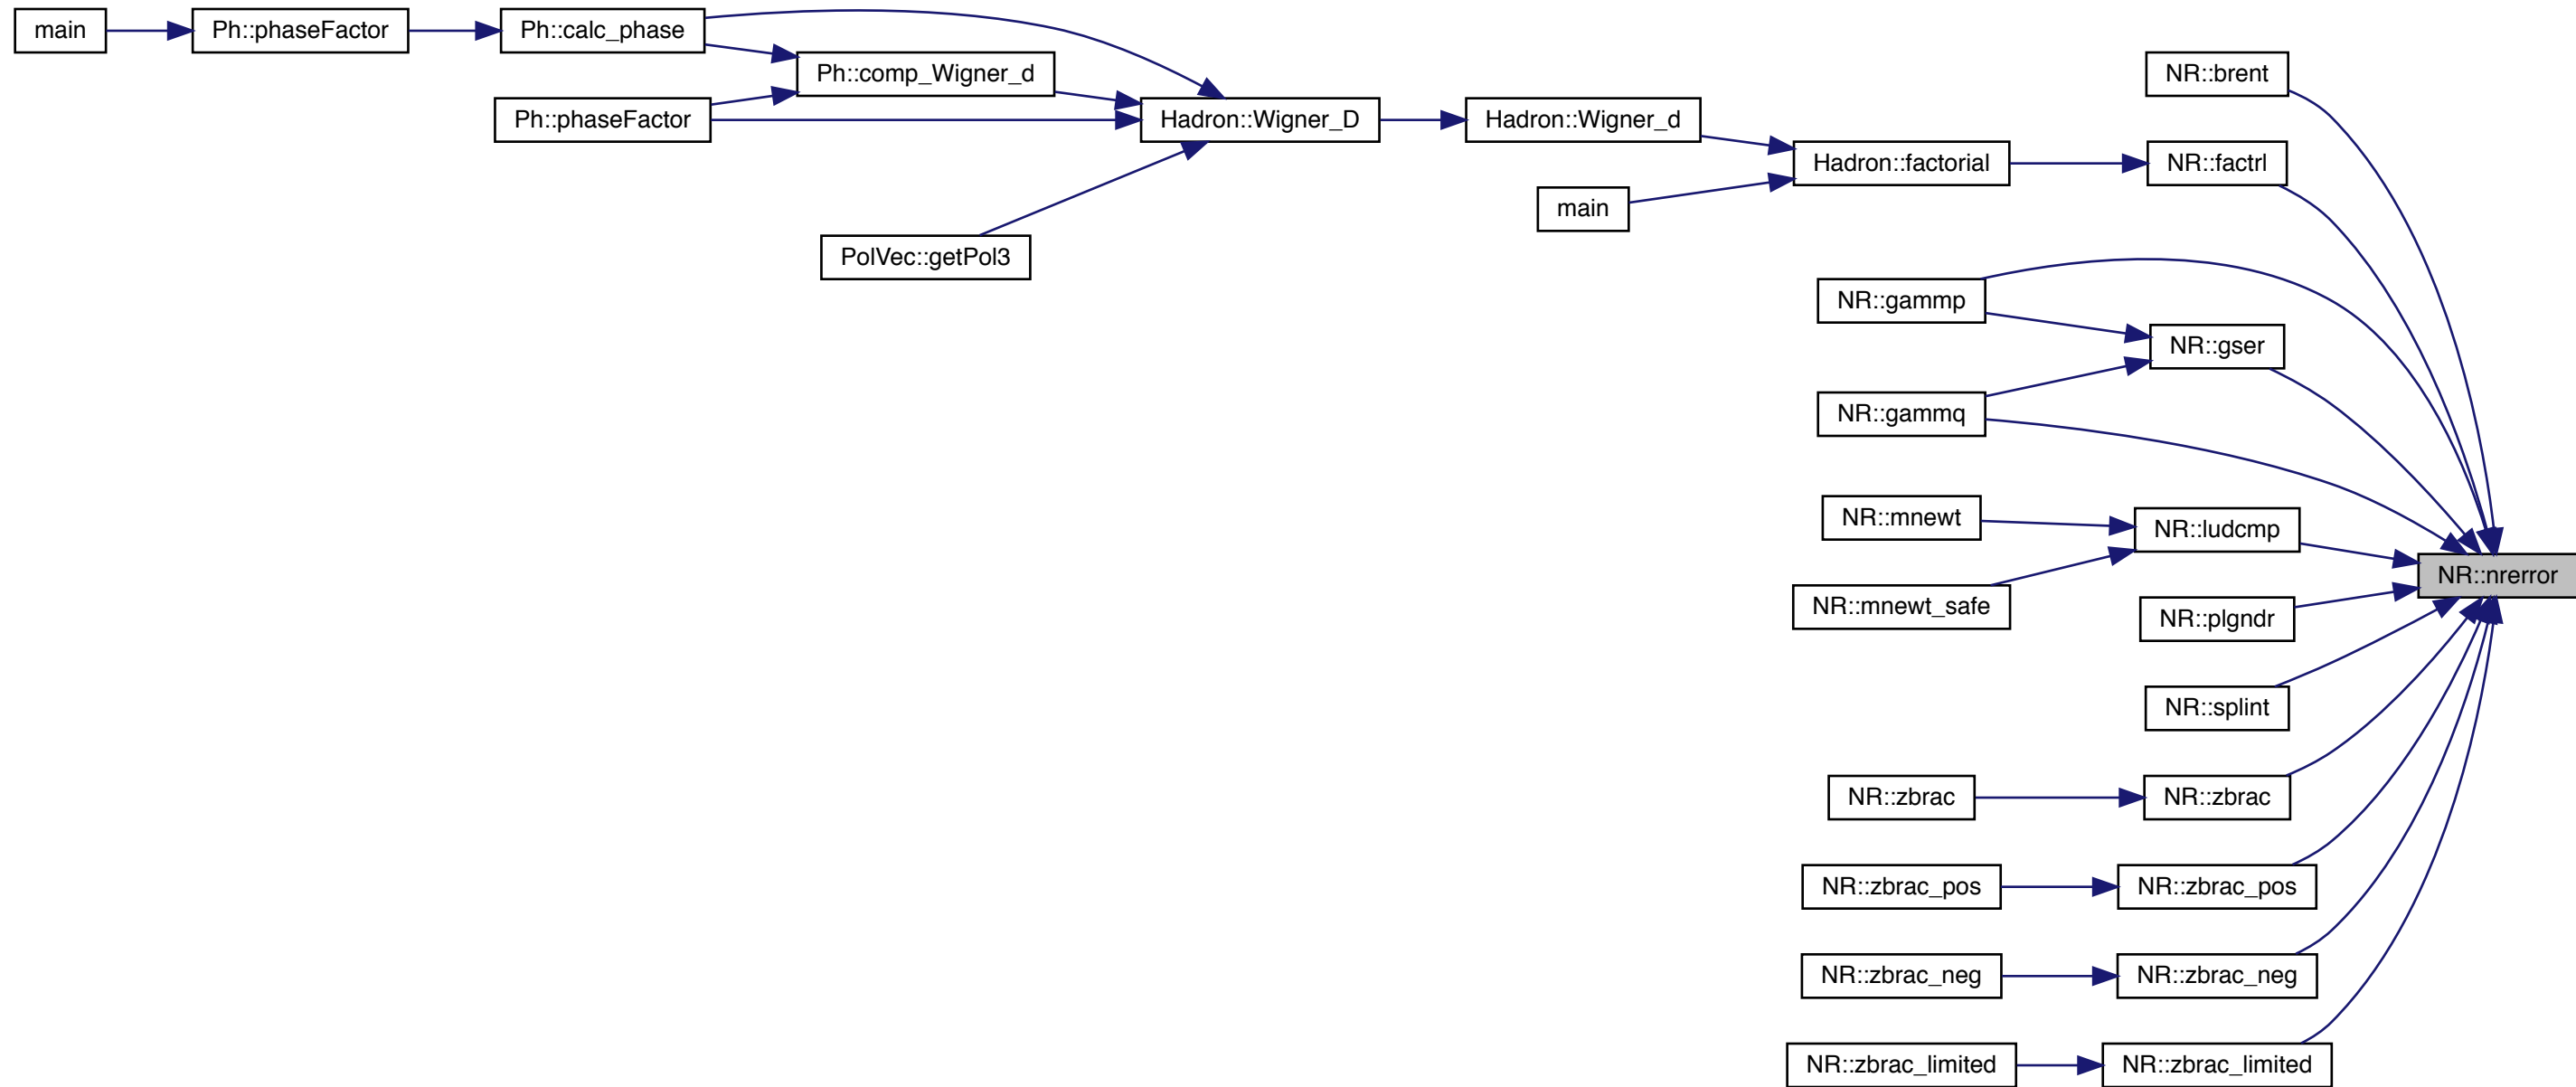 main
Ph::phaseFactor
Ph::calc_phase
Ph::comp_Wigner_d
Ph::phaseFactor
Hadron::Wigner_D
PolVec::getPol3
Hadron::Wigner_d
main
Hadron::factorial
NR::brent
NR::factrl
NR::gammp
NR::gser
NR::gammq
NR::mnewt
NR::ludcmp
NR::mnewt_safe
NR::nrerror
NR::plgndr
NR::splint
NR::zbrac
NR::zbrac
NR::zbrac_pos
NR::zbrac_pos
NR::zbrac_neg
NR::zbrac_neg
NR::zbrac_limited
NR::zbrac_limited